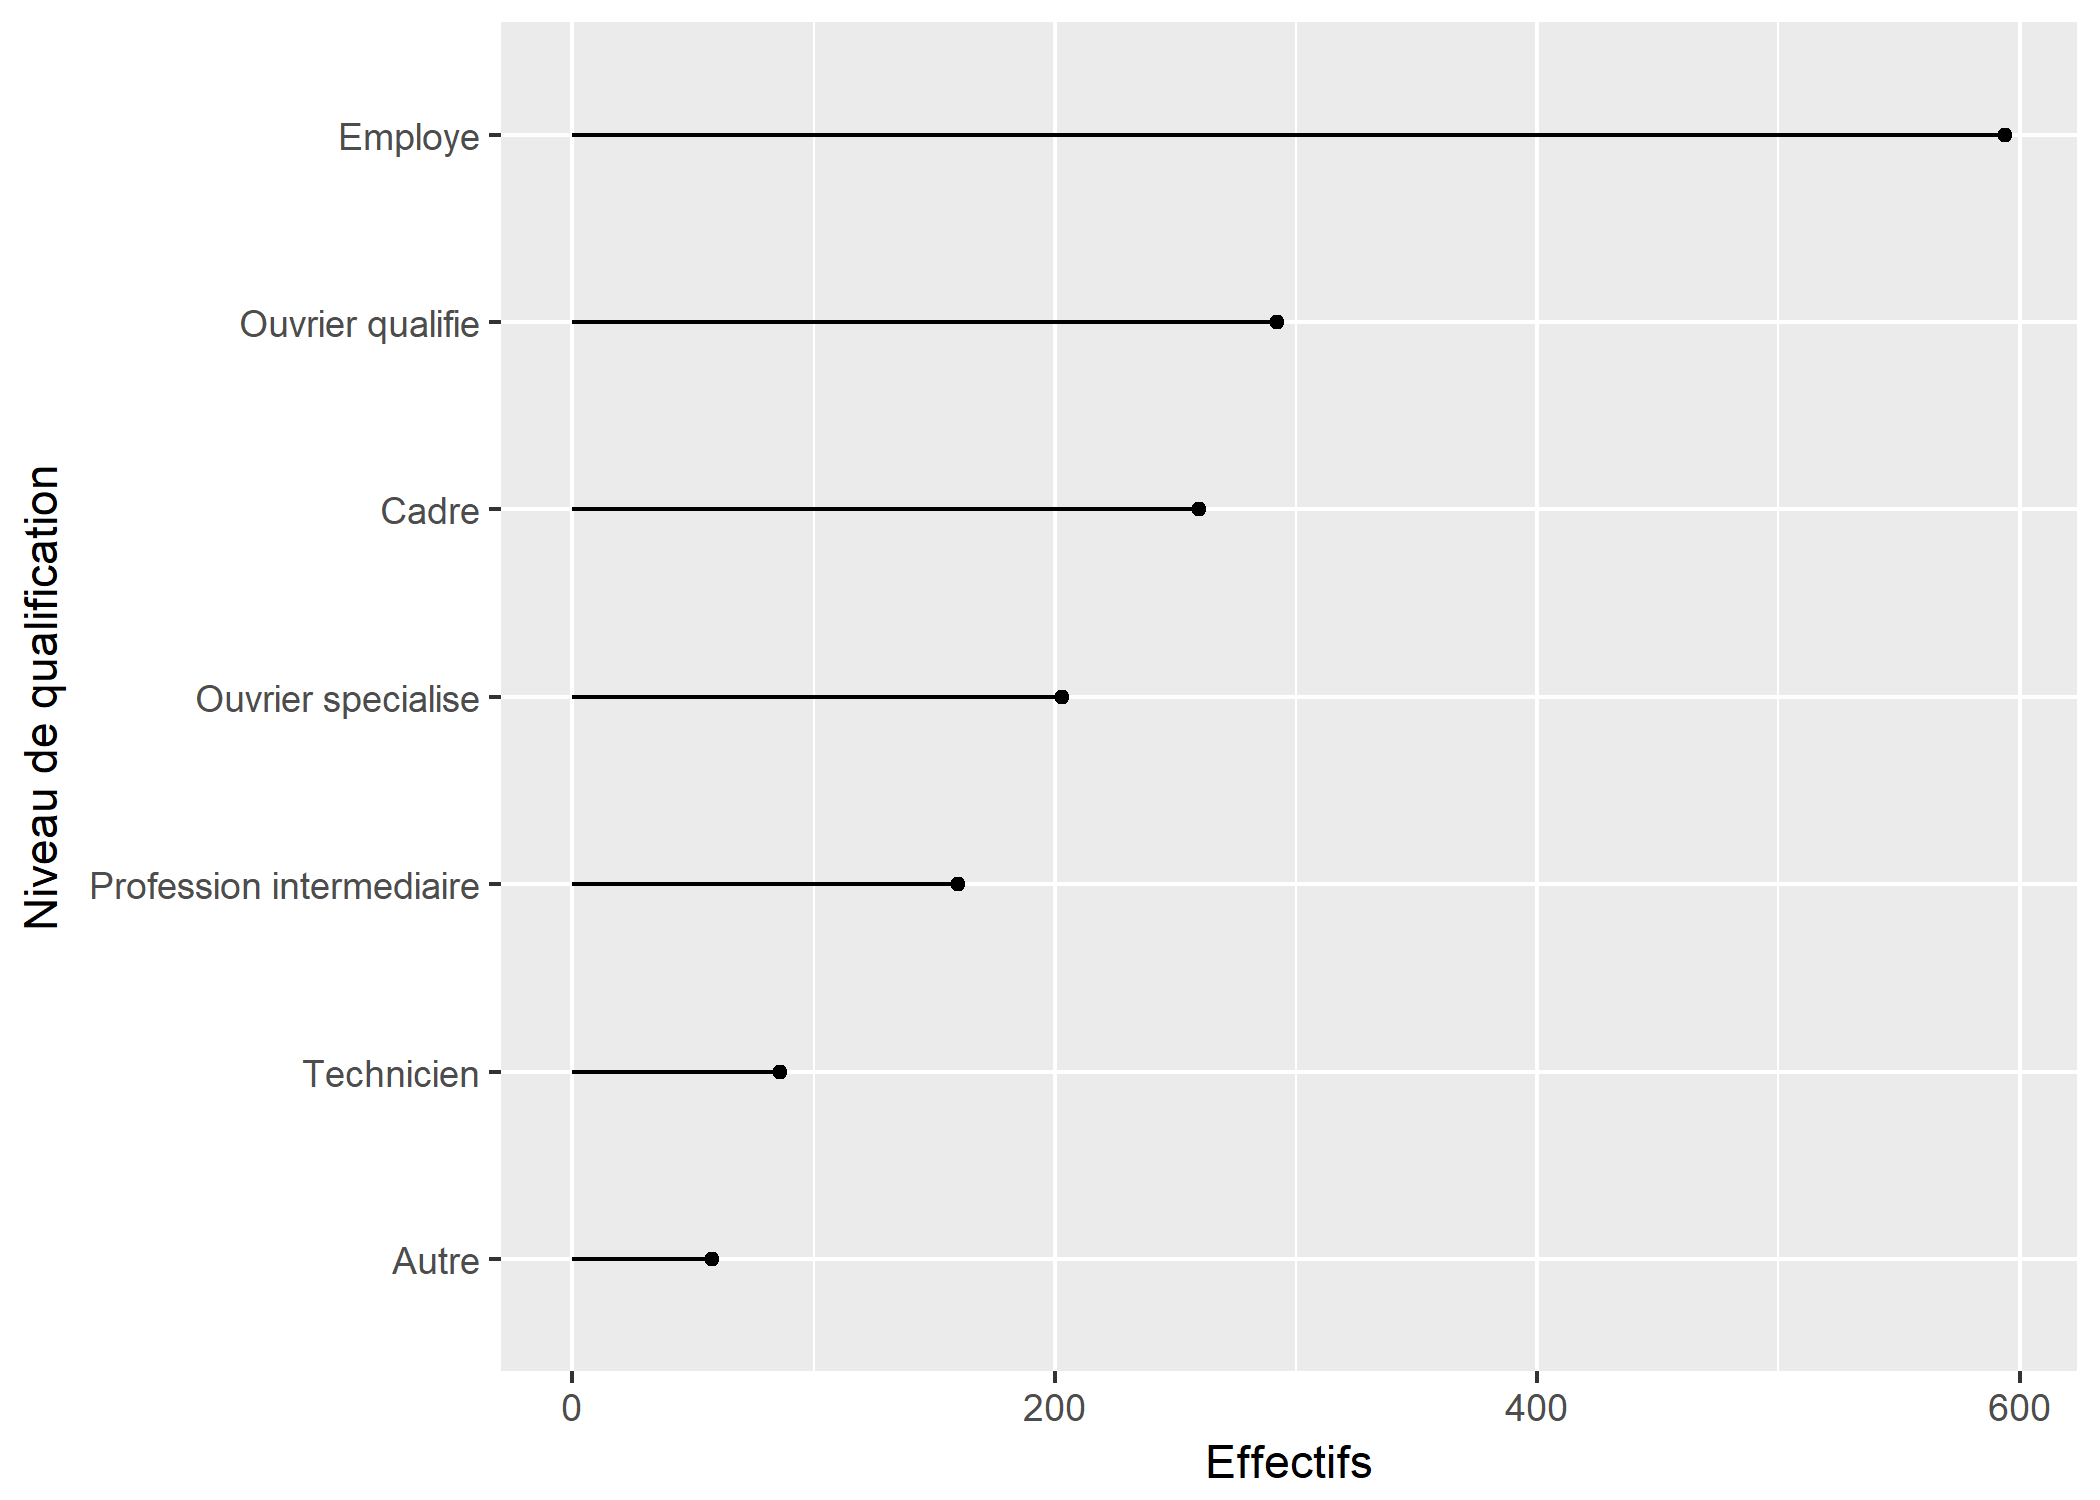 Employe
Ouvrier qualifie
Cadre
Ouvrier specialise
Profession intermediaire
Technicien
Autre
Niveau de qualification
0 200 400 600
Effectifs